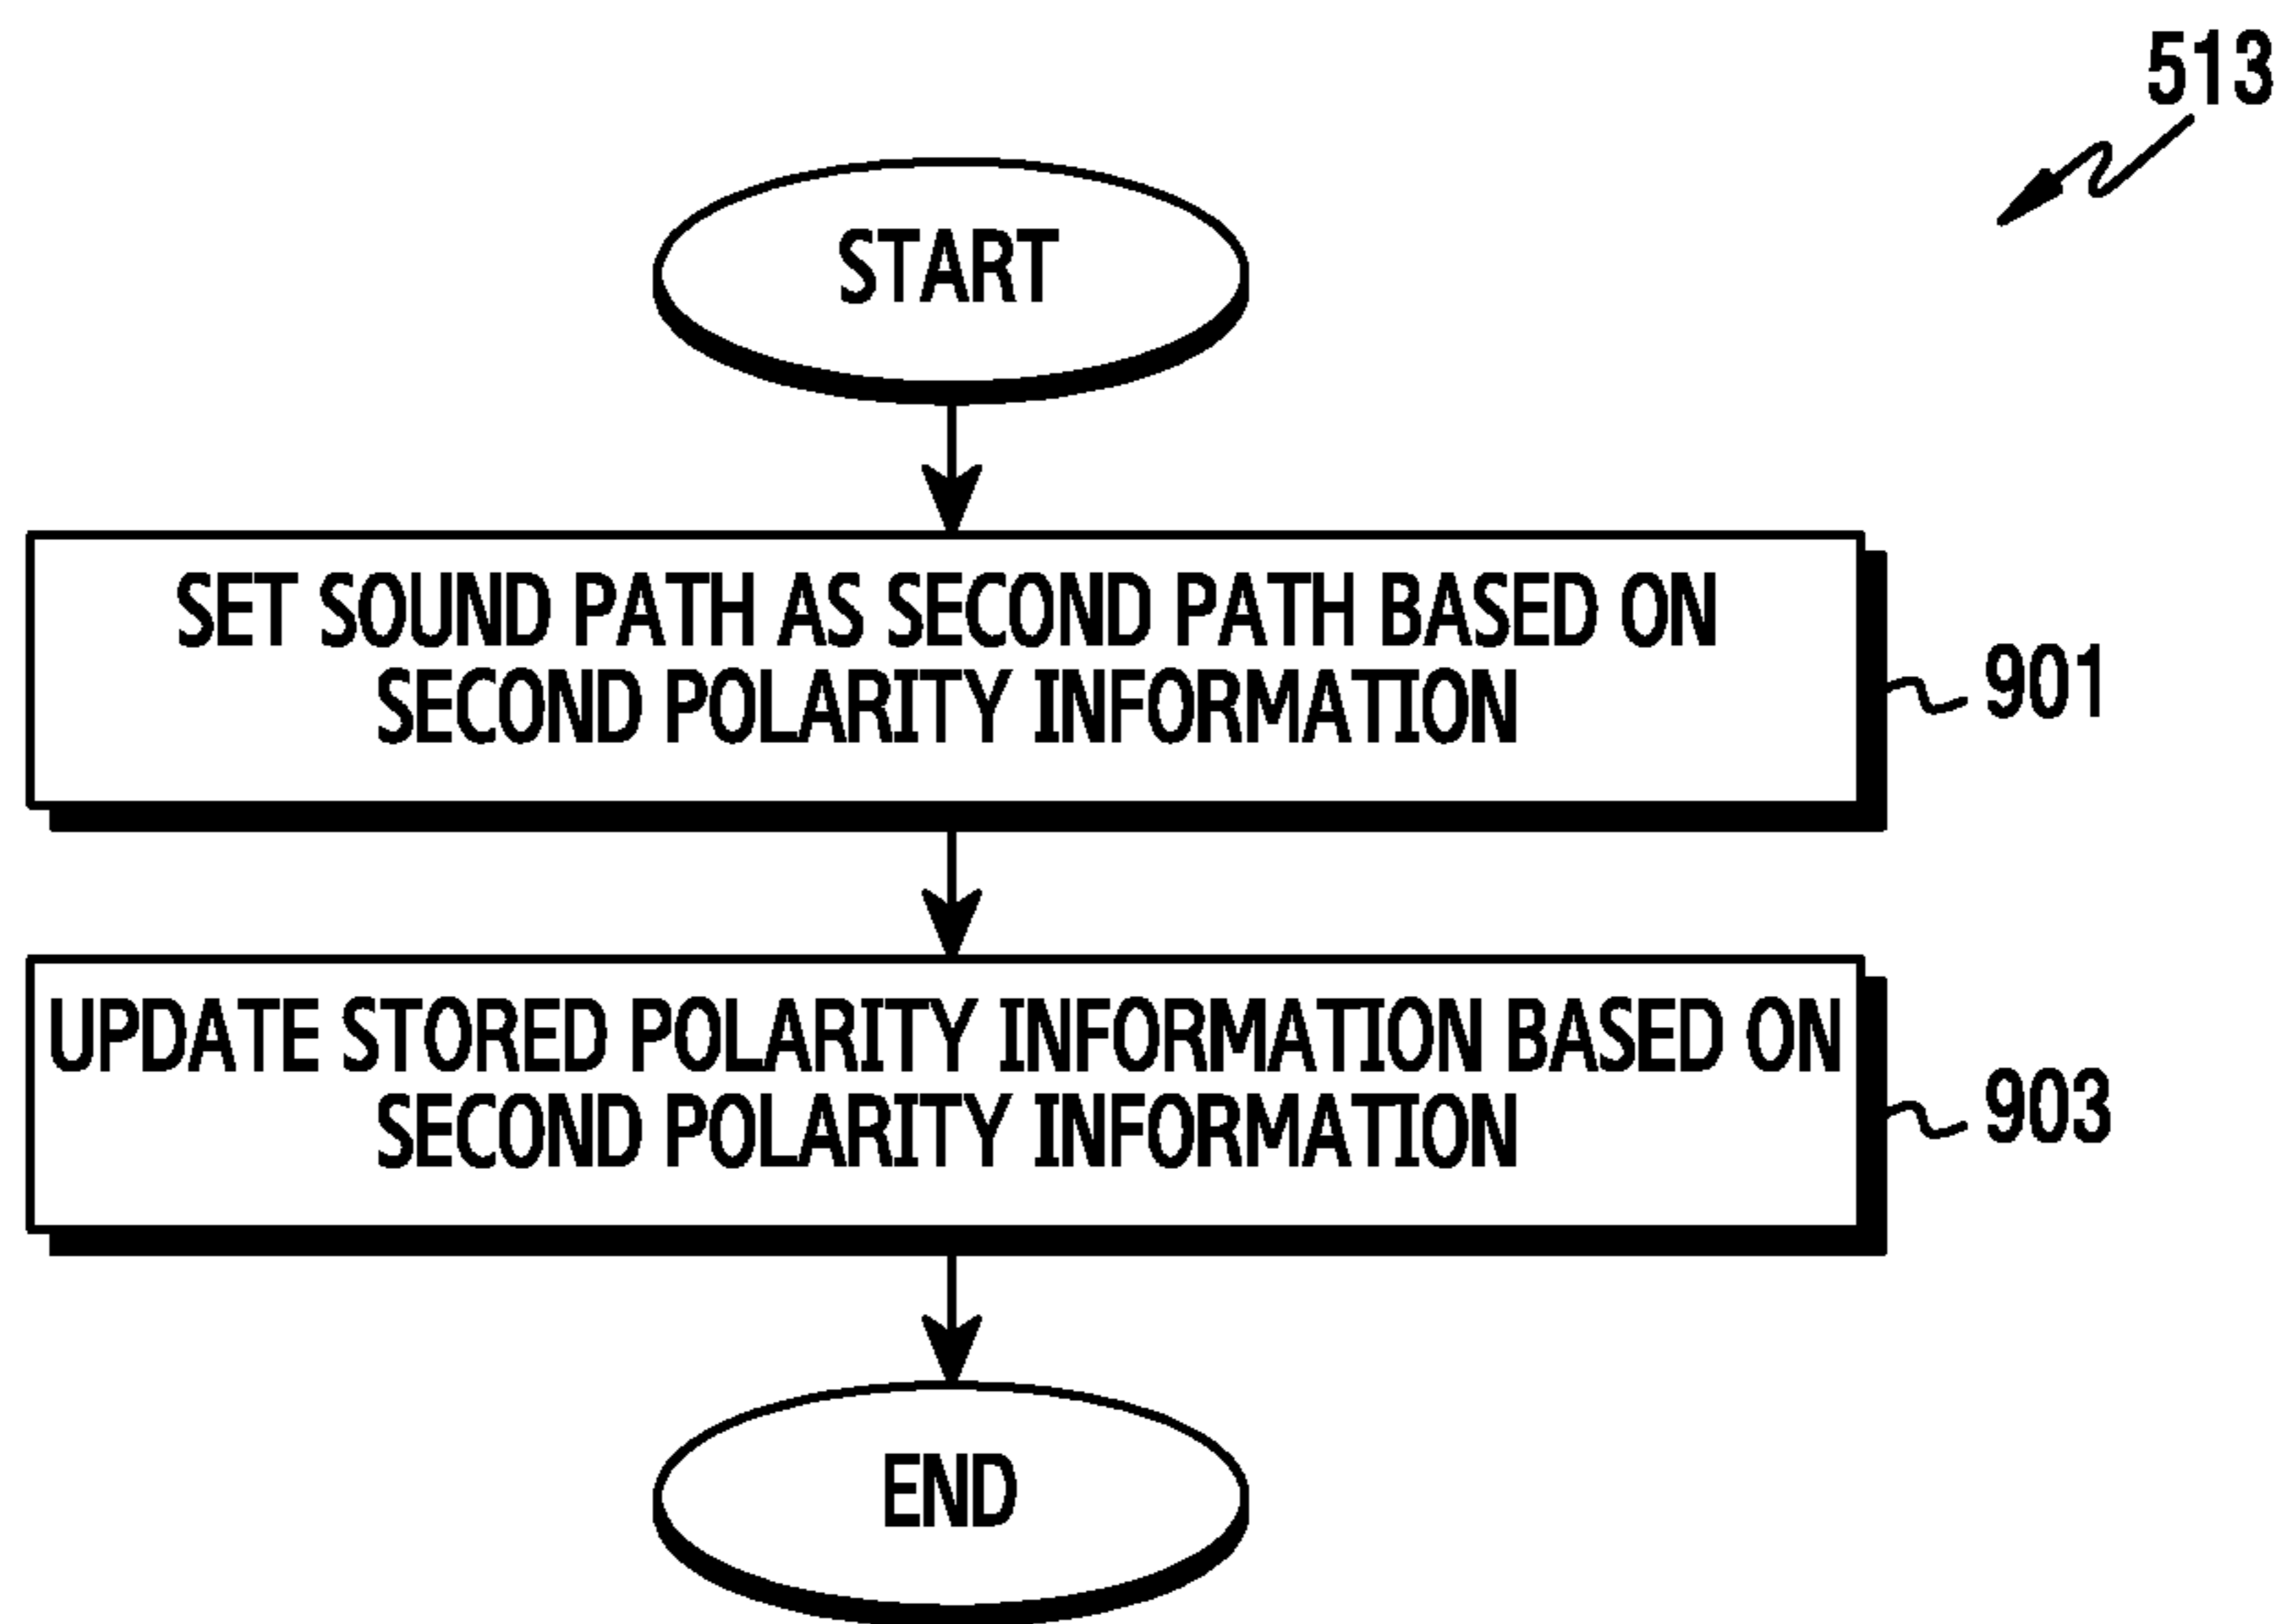 513
START
SET SOUND PATH AS SECOND PATH BASED ON
SECOND POLARITY INFORMATION
901
UPDATE STORED POLARITY INFORMATION BASED ON
SECOND POLARITY INFORMATION
903
END